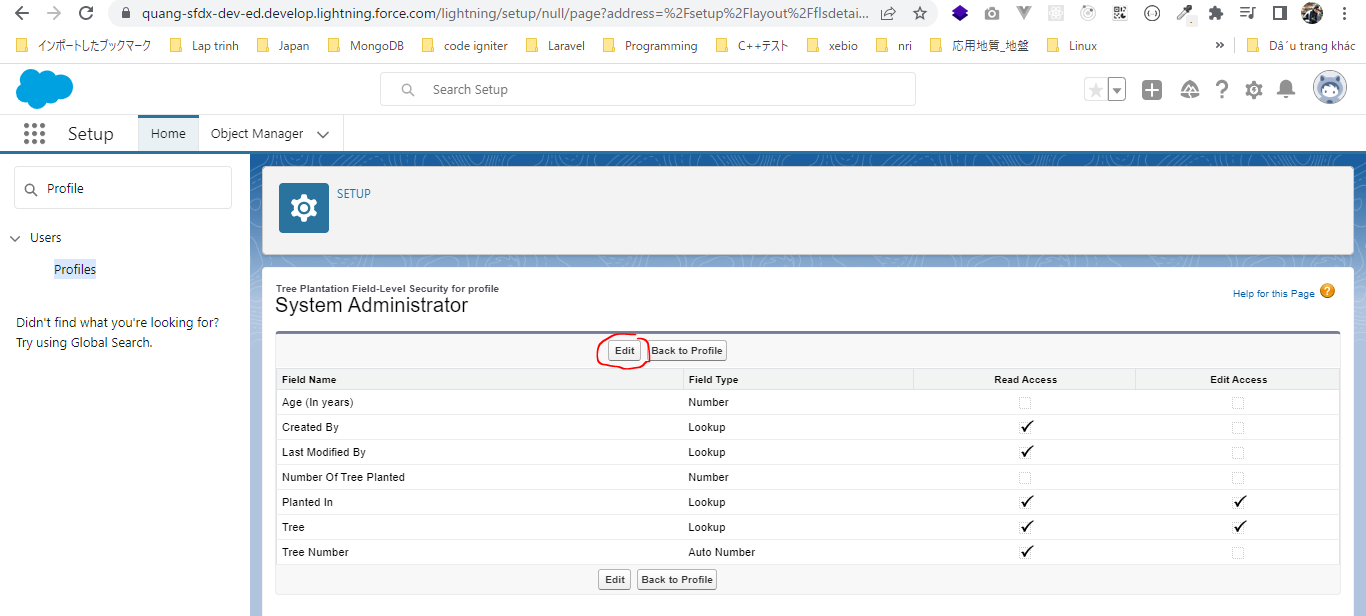 quang-sfdx-dev-ed.develop.lightning.force.com/lightning/setup/null/page?address=%2Fsetup%2Flayout%2Fflsdetai...
インポートしたブックマーク Lap trinh Japan MongoDB code igniter Laravel Programming C++テスト xebio nri 応用地質_地盤 Linux » Dấu trang khác
Search Setup
Setup Home Object Manager
Profile
SETUP
Users
Profiles
Didn't find what you're looking for?
Try using Global Search.
Tree Plantation Field-Level Security for profile
System Administrator
Help for this Page ?
Edit Back to Profile
Field Name Field Type Read Access Edit Access
Age (In years) Number
Created By Lookup
Last Modified By Lookup
Number Of Tree Planted Number
Planted In Lookup
Tree Lookup
Tree Number Auto Number
Edit Back to Profile